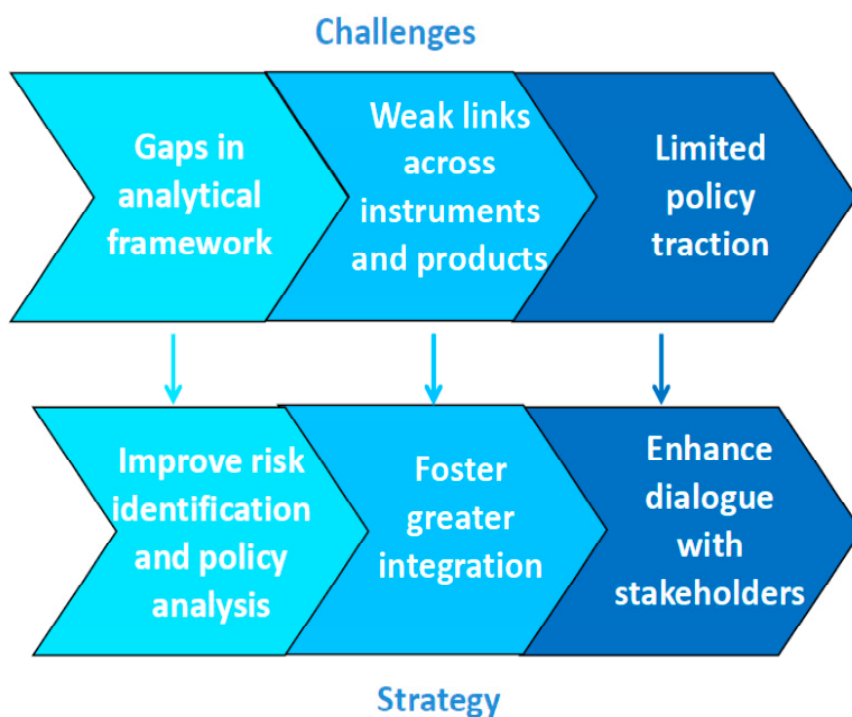 Challenges
Gaps in
analytical
framework
Weak links
across
instruments
and products
Limited
policy
traction
Improve risk
identification
and policy
analysis
Foster
greater
integration
Enhance
dialogue
with
stakeholders
Strategy